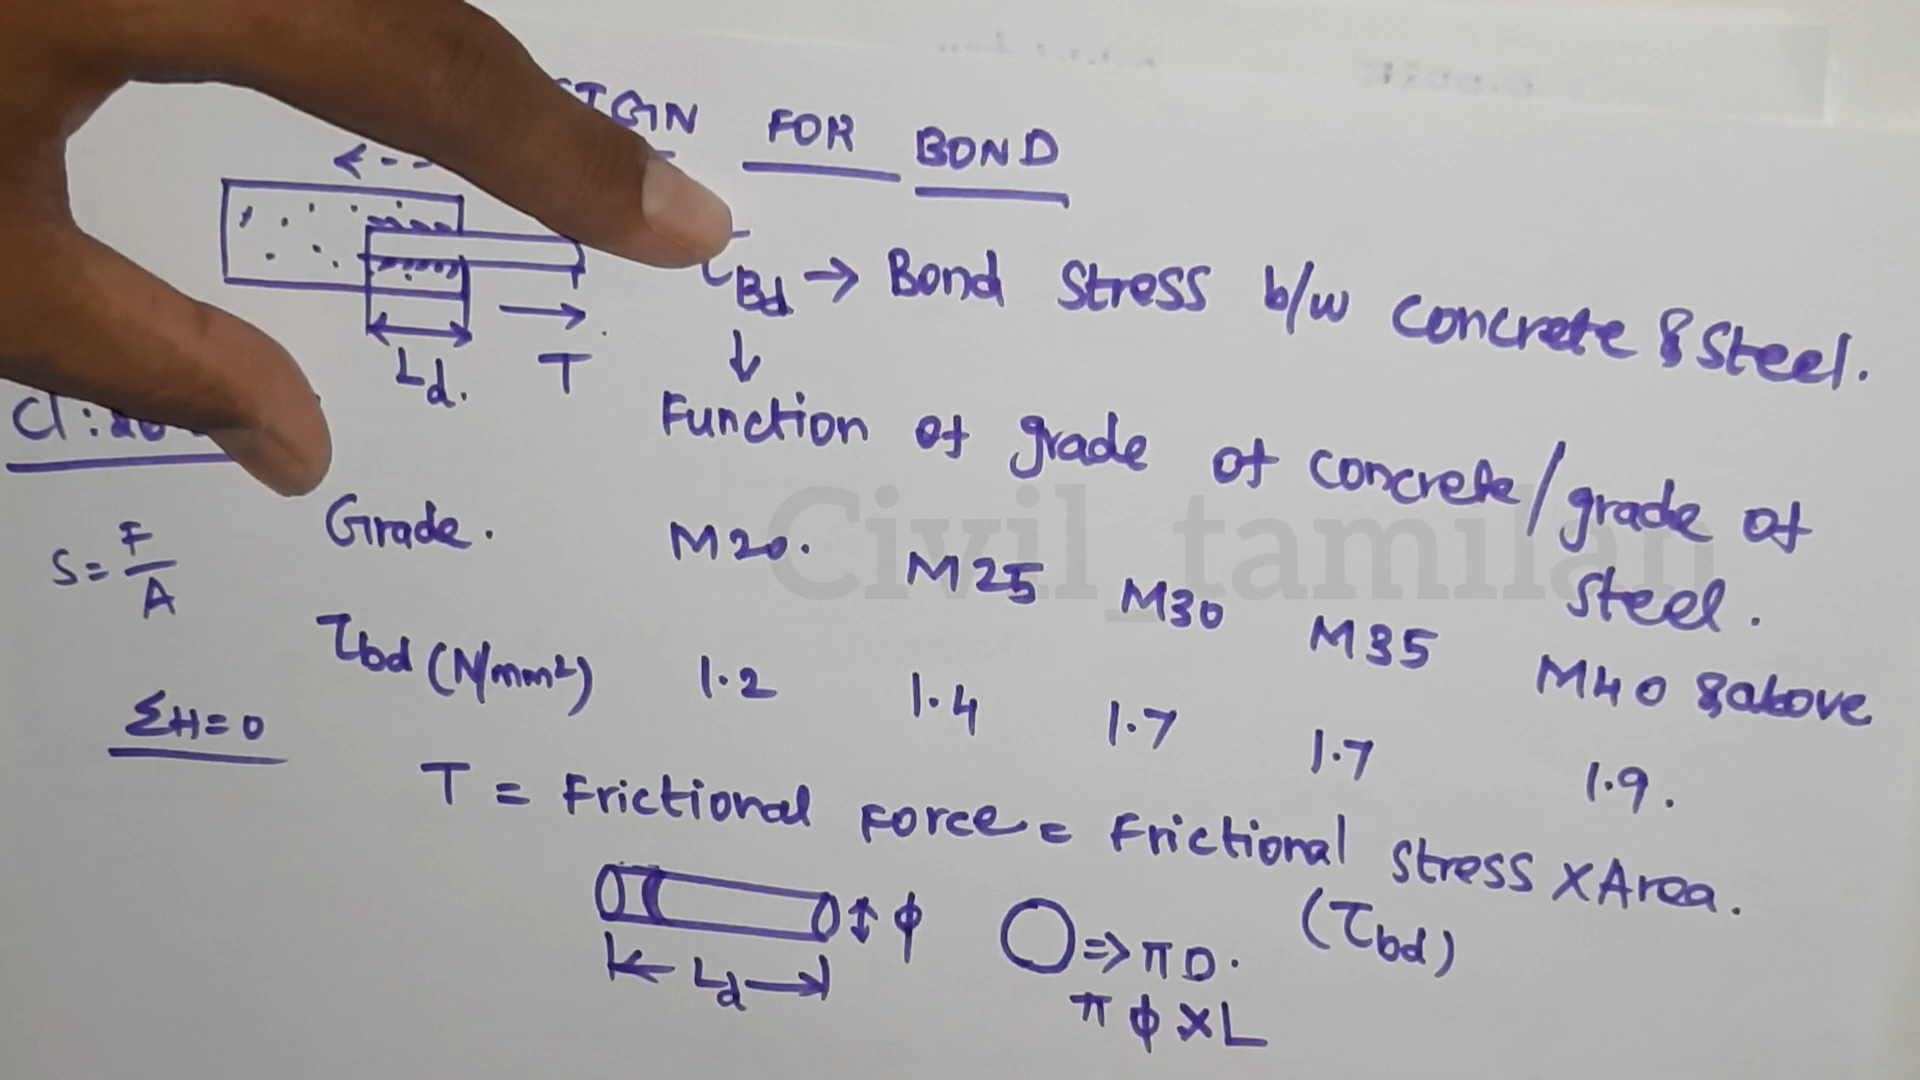 FOR BOND
τBd → Bond Stress b/w concrete & Steel.
↓
Ld. T
Function of grade of concrete/grade of Steel.
S = F/A
Grade. M20. M25 M30 M35 M40 & above
τbd (N/mm²) 1.2 1.4 1.7 1.7 1.9.
ΣH=0
T = Frictional Force = Frictional Stress × Area.
(τbd)
φ ⇒ πD.
Ld
πφ×L
Civil_tamilan